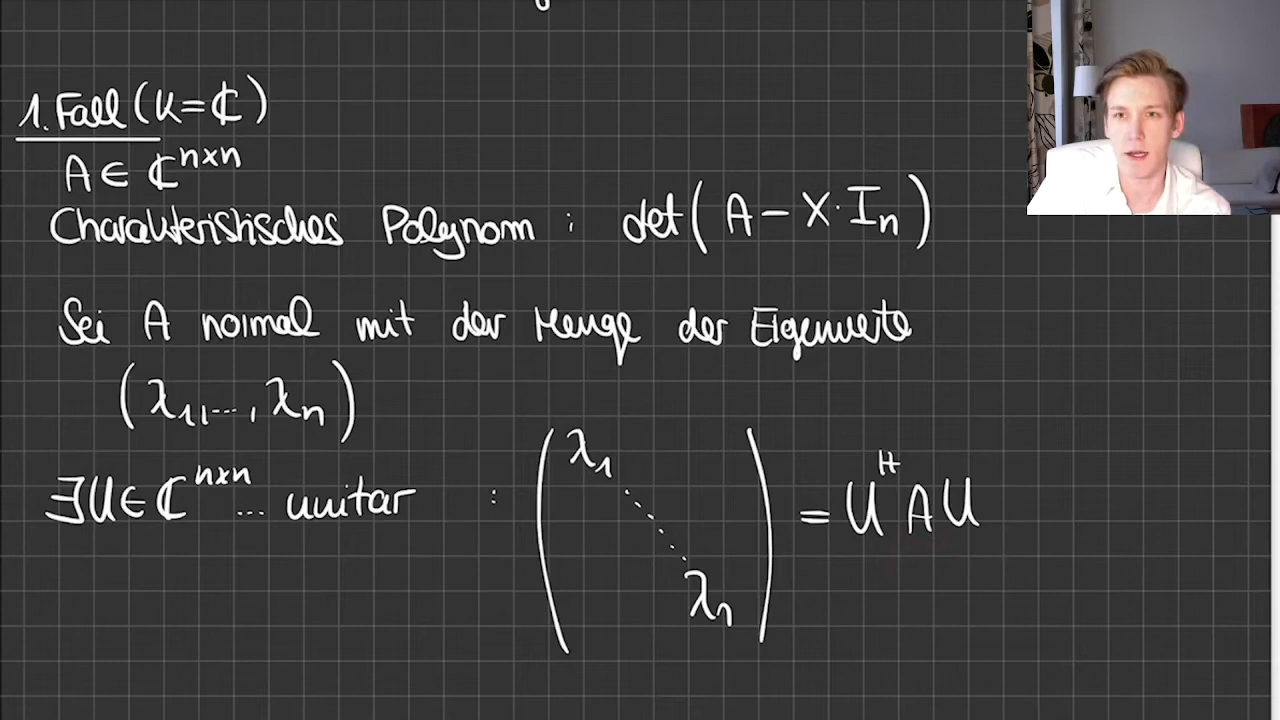 1. Fall (K=ℂ)
A ∈ ℂ^{n×n}
Charakteristisches Polynom : det(A − X·I_n)
Sei A normal mit der Menge der Eigenwerte
(λ_1,...,λ_n)
∃U∈ℂ^{n×n} ... unitär : (λ_1 ⋱ λ_n) = U^H A U